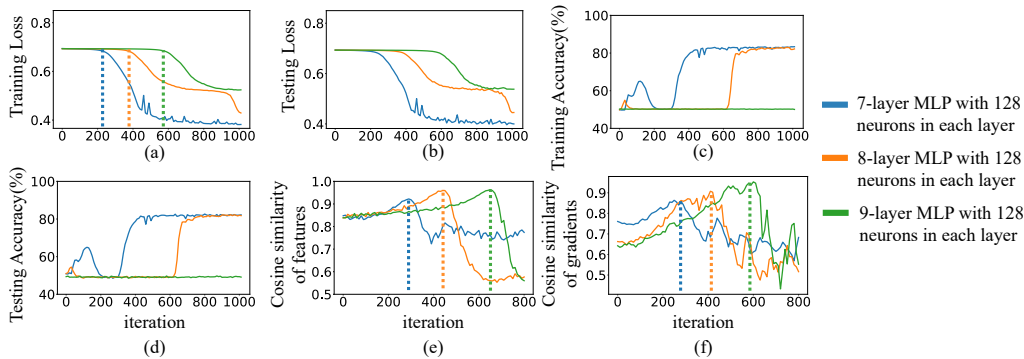 Training Loss
0.8
0.6
0.4
0 200 400 600 800 1000
(a)
Testing Loss
0.8
0.6
0.4
0 200 400 600 800 1000
(b)
Training Accuracy(%)
100
80
60
40
0 200 400 600 800 1000
(c)
7-layer MLP with 128
neurons in each layer
8-layer MLP with 128
neurons in each layer
9-layer MLP with 128
neurons in each layer
Testing Accuracy(%)
100
80
60
40
0 200 400 600 800 1000
iteration
(d)
Cosine similarity
of features
1.0
0.9
0.8
0.7
0.6
0.5
0 200 400 600 800
iteration
(e)
Cosine similarity
of gradients
0.9
0.8
0.7
0.6
0.5
0 200 400 600 800
iteration
(f)